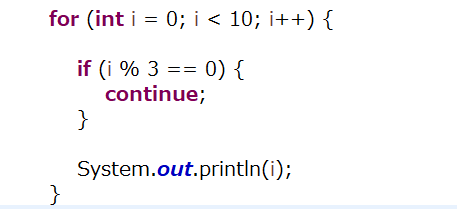 for (int i = 0; i < 10; i++) {
if (i % 3 == 0) {
continue;
}
System.out.println(i);
}